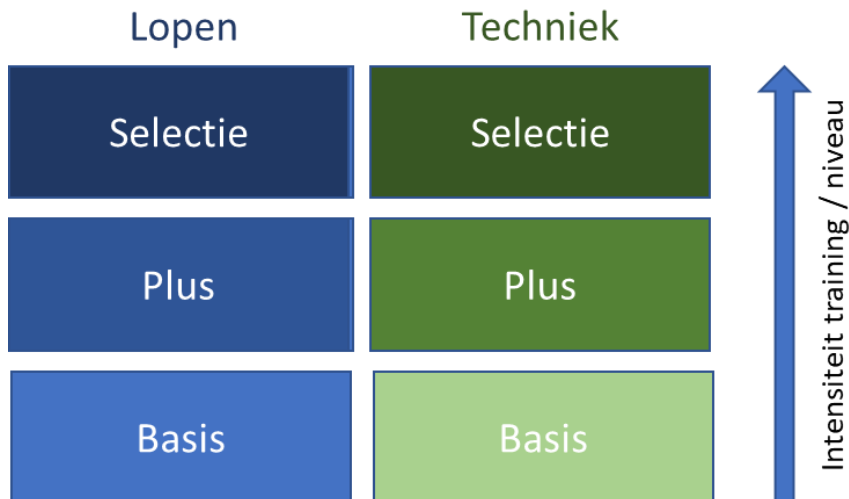 Lopen
Techniek
Selectie
Selectie
Plus
Plus
Basis
Basis
Intensiteit training / niveau